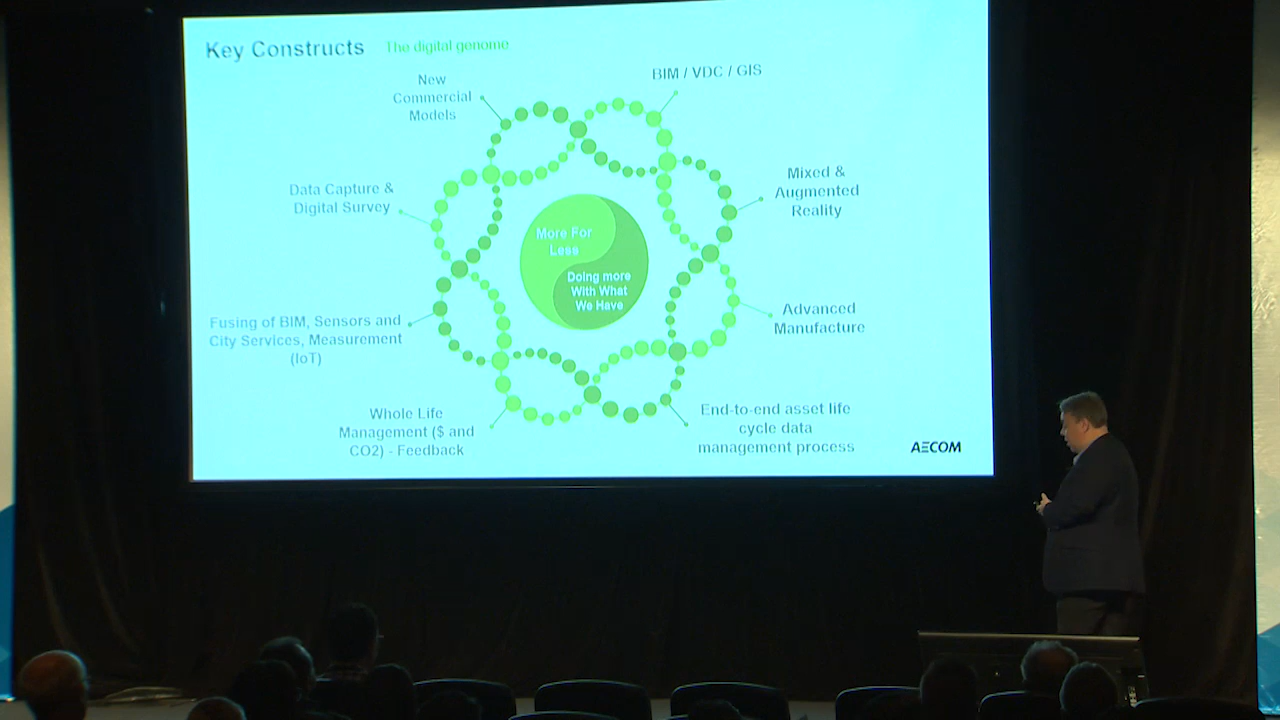 Key Constructs The digital genome
New
Commercial
Models
BIM / VDC / GIS
Data Capture &
Digital Survey
Mixed &
Augmented
Reality
More For
Less
Doing more
With What
We Have
Fusing of BIM, Sensors and
City Services, Measurement
(IoT)
Advanced
Manufacture
Whole Life
Management ($ and
CO2) - Feedback
End-to-end asset life
cycle data
management process
AECOM